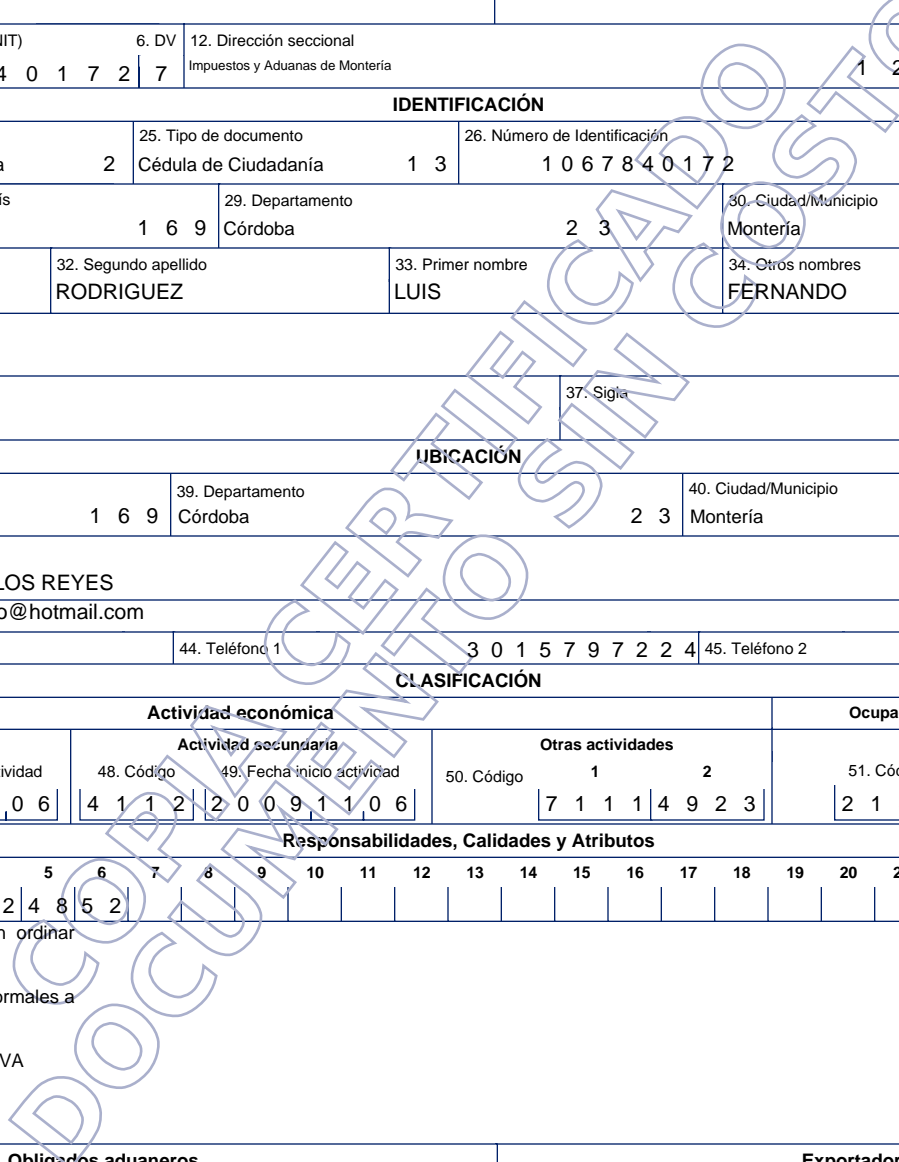 NIT) 6. DV 12. Dirección seccional
4 0 1 7 2 7 Impuestos y Aduanas de Montería 1 2
IDENTIFICACIÓN
25. Tipo de documento 26. Número de Identificación
a 2 Cédula de Ciudadanía 1 3 1 0 6 7 8 4 0 1 7 2
ís 29. Departamento 30. Ciudad/Municipio
1 6 9 Córdoba 2 3 Montería
32. Segundo apellido 33. Primer nombre 34. Otros nombres
RODRIGUEZ LUIS FERNANDO
37. Sigla
UBICACIÓN
39. Departamento 40. Ciudad/Municipio
1 6 9 Córdoba 2 3 Montería
LOS REYES
o@hotmail.com
44. Teléfono 1 3 0 1 5 7 9 7 2 2 4 45. Teléfono 2
CLASIFICACIÓN
Actividad económica Ocupa
Actividad secundaria Otras actividades
ividad 48. Código 49. Fecha inicio actividad 50. Código 1 2 51. Cód
0 6 4 1 1 2 2 0 0 9 1 1 0 6 7 1 1 1 4 9 2 3 2 1
Responsabilidades, Calidades y Atributos
5 6 7 8 9 10 11 12 13 14 15 16 17 18 19 20 2
2 4 8 5 2
n ordinar
ormales a
VA
Obligados aduaneros Exportador
COPIA CERTIFICADO
DOCUMENTO SIN COSTO